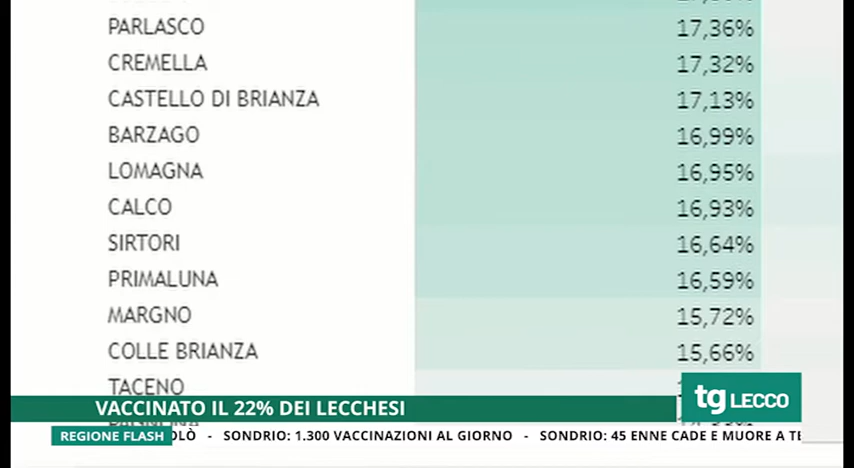 PARLASCO 17,36%
CREMELLA 17,32%
CASTELLO DI BRIANZA 17,13%
BARZAGO 16,99%
LOMAGNA 16,95%
CALCO 16,93%
SIRTORI 16,64%
PRIMALUNA 16,59%
MARGNO 15,72%
COLLE BRIANZA 15,66%
TACENO
VACCINATO IL 22% DEI LECCHESI
tg LECCO
REGIONE FLASH OLÒ - SONDRIO: 1.300 VACCINAZIONI AL GIORNO - SONDRIO: 45 ENNE CADE E MUORE A TE